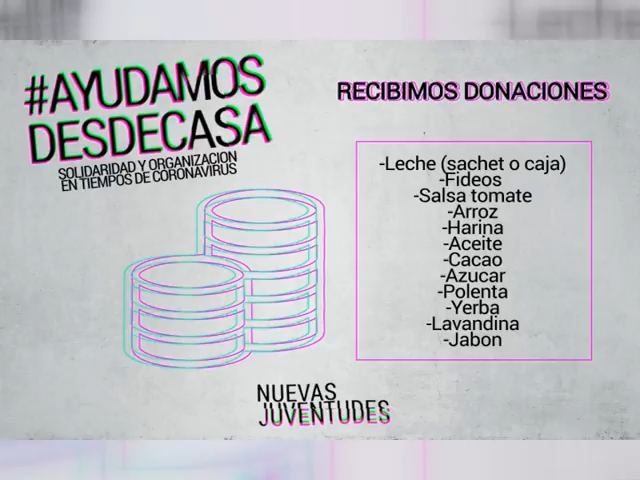 #AYUDAMOS
DESDECASA
SOLIDARIDAD Y ORGANIZACION
EN TIEMPOS DE CORONAVIRUS
RECIBIMOS DONACIONES
-Leche (sachet o caja)
-Fideos
-Salsa tomate
-Arroz
-Harina
-Aceite
-Cacao
-Azucar
-Polenta
-Yerba
-Lavandina
-Jabon
NUEVAS
JUVENTUDES